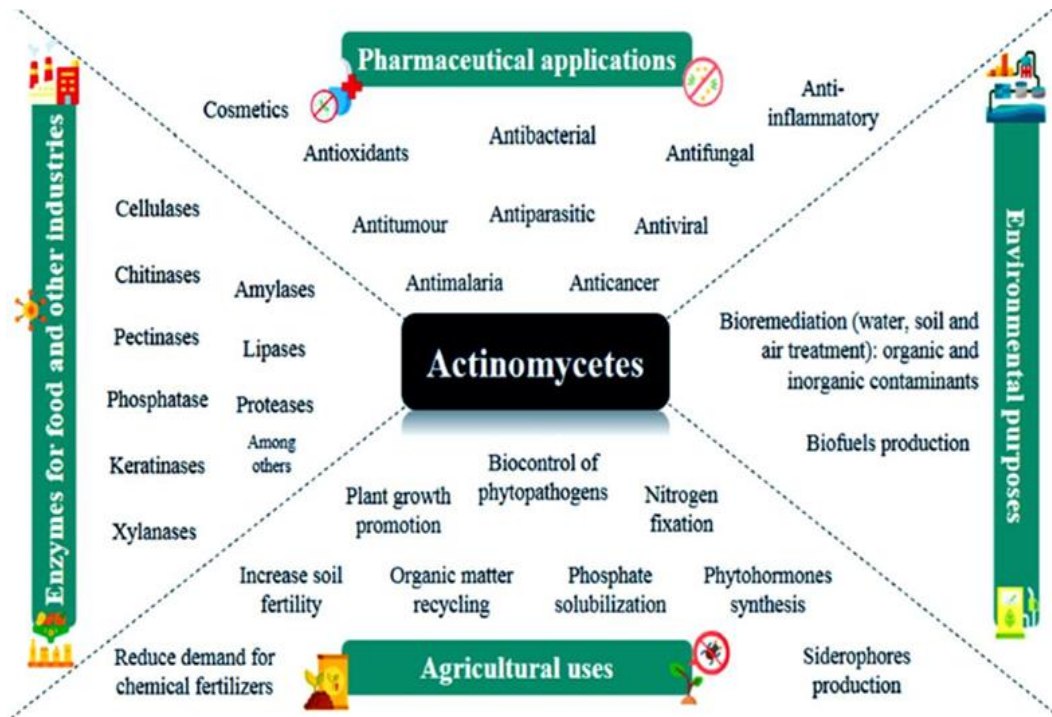 Pharmaceutical applications
Cosmetics
Anti-
inflammatory
Antioxidants
Antibacterial
Antifungal
Antitumour
Antiparasitic
Antiviral
Antimalaria
Anticancer
Enzymes for food and other industries
Cellulases
Chitinases
Amylases
Pectinases
Lipases
Phosphatase
Proteases
Keratinases
Among
others
Xylanases
Actinomycetes
Environmental purposes
Bioremediation (water, soil and
air treatment): organic and
inorganic contaminants
Biofuels production
Biocontrol of
phytopathogens
Plant growth
promotion
Nitrogen
fixation
Increase soil
fertility
Organic matter
recycling
Phosphate
solubilization
Phytohormones
synthesis
Reduce demand for
chemical fertilizers
Agricultural uses
Siderophores
production